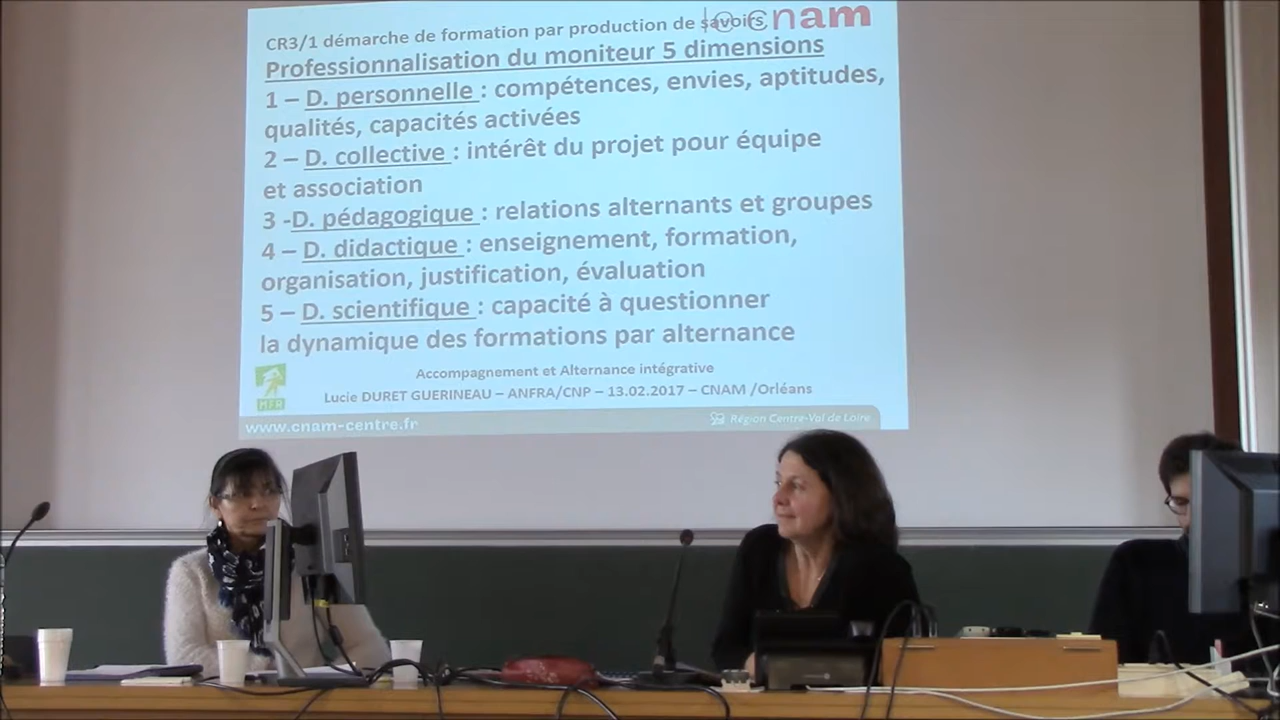 CR3/1 démarche de formation par production de savoirs
le cnam
Professionnalisation du moniteur 5 dimensions
1 – D. personnelle : compétences, envies, aptitudes,
qualités, capacités activées
2 – D. collective : intérêt du projet pour équipe
et association
3 -D. pédagogique : relations alternants et groupes
4 – D. didactique : enseignement, formation,
organisation, justification, évaluation
5 – D. scientifique : capacité à questionner
la dynamique des formations par alternance
Accompagnement et Alternance intégrative
Lucie DURET GUERINEAU – ANFRA/CNP – 13.02.2017 – CNAM /Orléans
MFR
www.cnam-centre.fr
Région Centre-Val de Loire